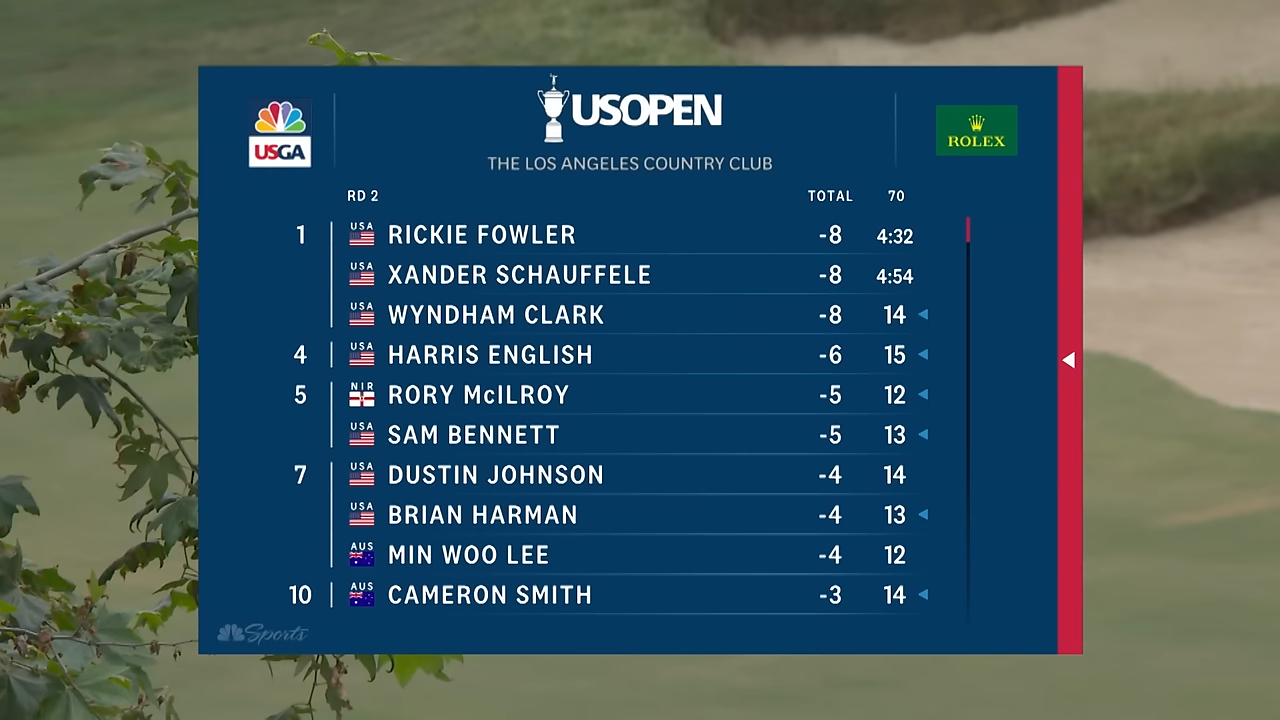 USOPEN
USGA
ROLEX
THE LOS ANGELES COUNTRY CLUB
RD 2 TOTAL 70
1 USA RICKIE FOWLER -8 4:32
USA XANDER SCHAUFFELE -8 4:54
USA WYNDHAM CLARK -8 14
4 USA HARRIS ENGLISH -6 15
5 NIR RORY McILROY -5 12
USA SAM BENNETT -5 13
7 USA DUSTIN JOHNSON -4 14
USA BRIAN HARMAN -4 13
AUS MIN WOO LEE -4 12
10 AUS CAMERON SMITH -3 14
Sports